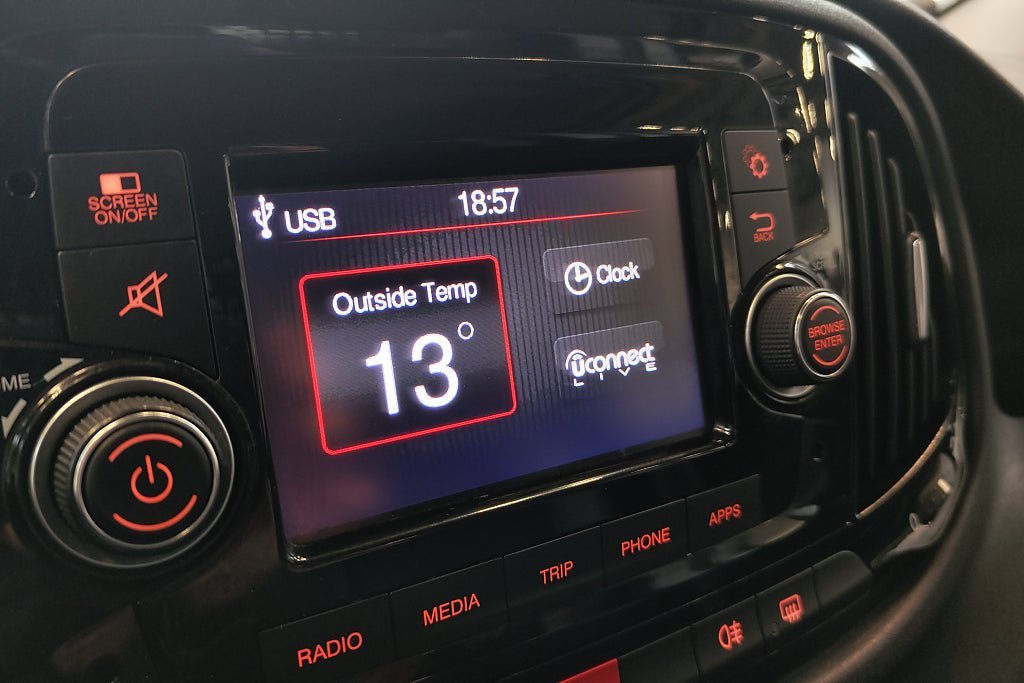 SCREEN
ON/OFF
USB
18:57
Outside Temp
13°
Clock
Uconnect
LIVE
BACK
BROWSE
ENTER
RADIO
MEDIA
TRIP
PHONE
APPS